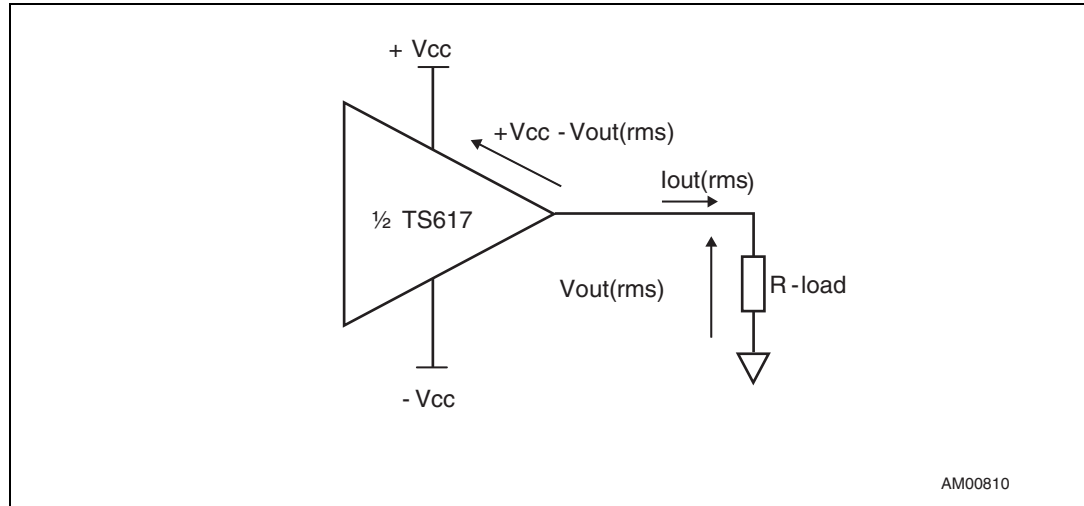 + Vcc
+Vcc - Vout(rms)
Iout(rms)
½ TS617
Vout(rms)
R-load
- Vcc
AM00810